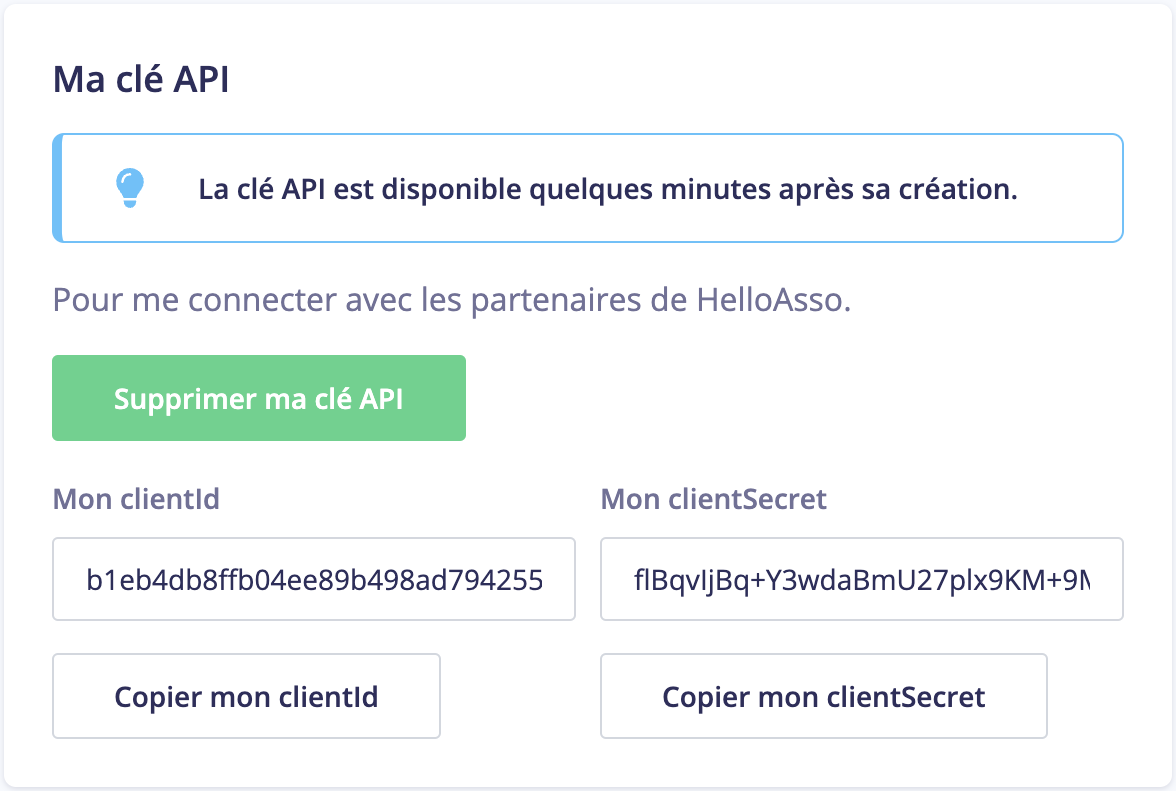 Ma clé API
La clé API est disponible quelques minutes après sa création.
Pour me connecter avec les partenaires de HelloAsso.
Supprimer ma clé API
Mon clientId
Mon clientSecret
b1eb4db8ffb04ee89b498ad794255
flBqvIjBq+Y3wdaBmU27plx9KM+9M
Copier mon clientId
Copier mon clientSecret